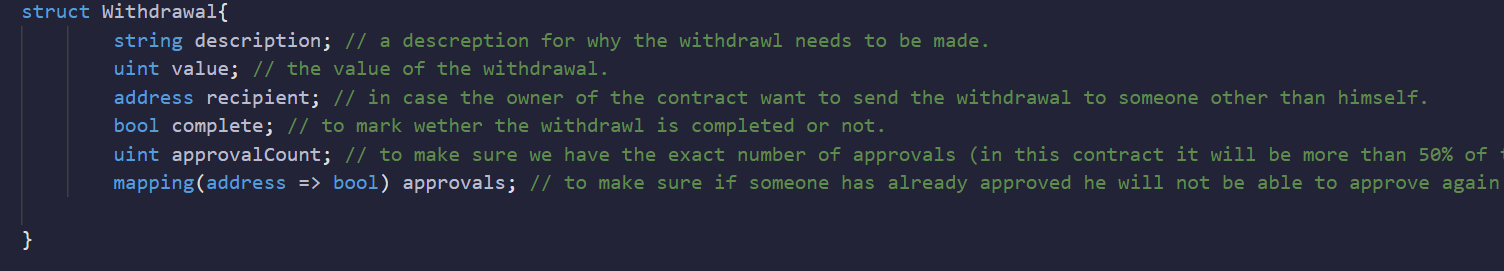 struct Withdrawal{
string description; // a descreption for why the withdrawl needs to be made.
uint value; // the value of the withdrawal.
address recipient; // in case the owner of the contract want to send the withdrawal to someone other than himself.
bool complete; // to mark wether the withdrawl is completed or not.
uint approvalCount; // to make sure we have the exact number of approvals (in this contract it will be more than 50% of
mapping(address => bool) approvals; // to make sure if someone has already approved he will not be able to approve again
}